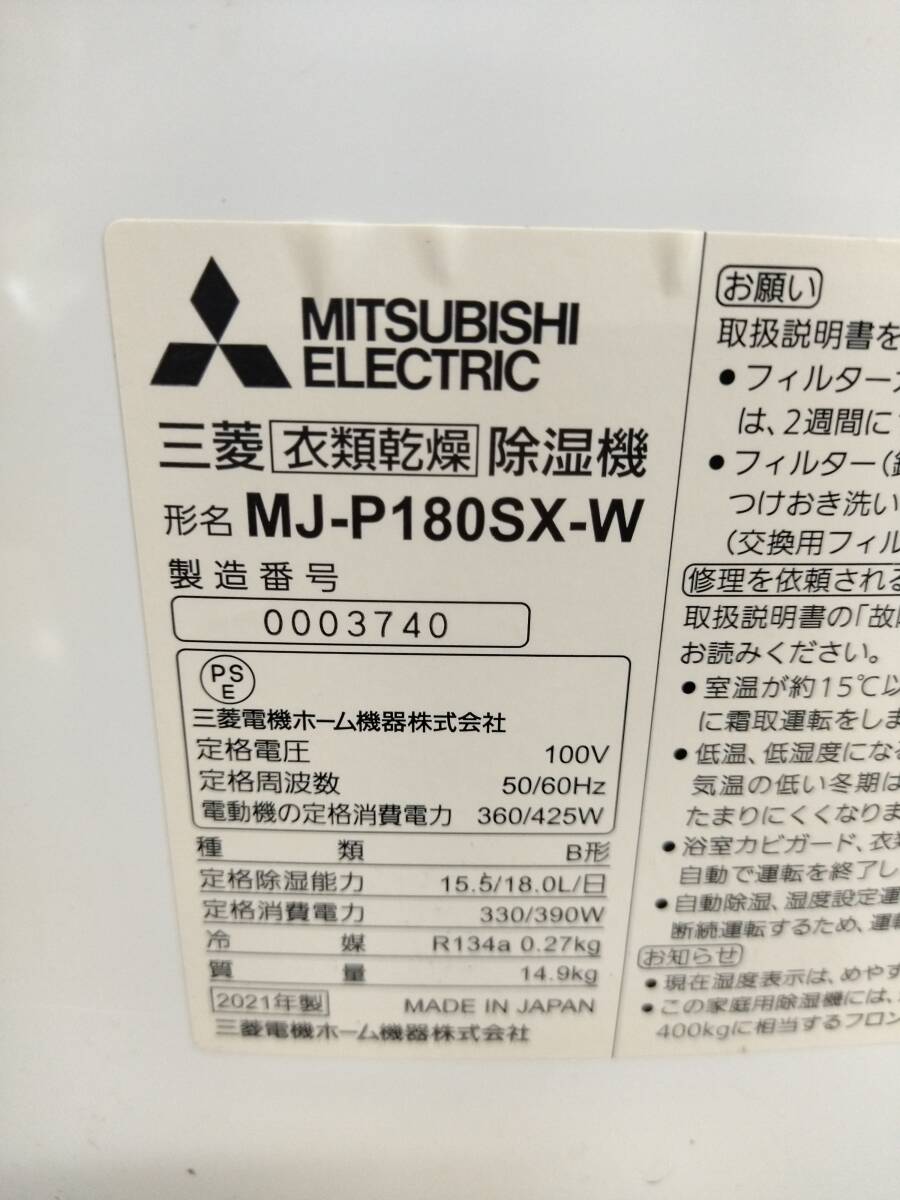 MITSUBISHI
ELECTRIC
三菱 衣類乾燥 除湿機
形名 MJ-P180SX-W
製造番号
0003740
PS
E
三菱電機ホーム機器株式会社
定格電圧 100V
定格周波数 50/60Hz
電動機の定格消費電力 360/425W
種類 B形
定格除湿能力 15.5/18.0L/日
定格消費電力 330/390W
冷媒 R134a 0.27kg
質量 14.9kg
2021年製 MADE IN JAPAN
三菱電機ホーム機器株式会社
お願い
取扱説明書を
●フィルター
は、2週間に
●フィルター(
つけおき洗い
(交換用フィル
修理を依頼される
取扱説明書の「故
お読みください。
●室温が約15℃以
に霜取運転をしま
●低温、低湿度になる
気温の低い冬期は
たまりにくくなりま
●浴室カビガード、衣
自動で運転を終了し
●自動除湿、湿度設定運
断続運転するため、運
お知らせ
●現在湿度表示は、めやす
●この家庭用除湿機には、
400kgに相当するフロン